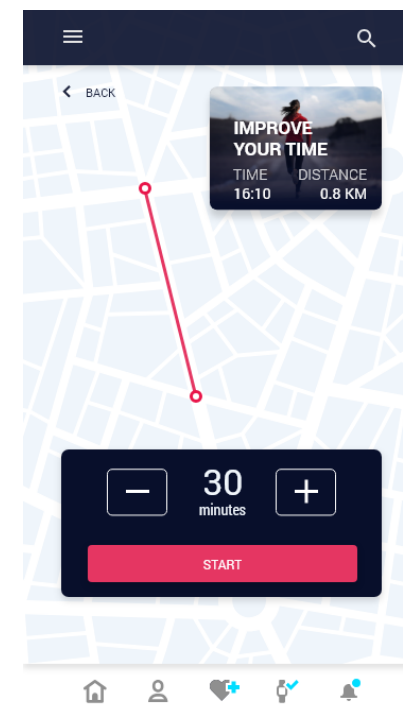 BACK
IMPROVE
YOUR TIME
TIME DISTANCE
16:10 0.8 KM
30
minutes
START